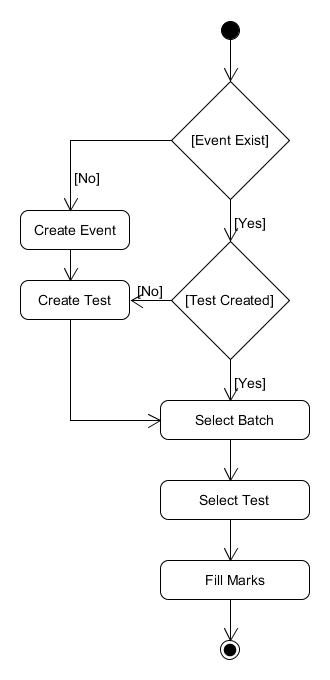 [Event Exist]
[No]
Create Event
[Yes]
[No]
Create Test
[Test Created]
[Yes]
Select Batch
Select Test
Fill Marks